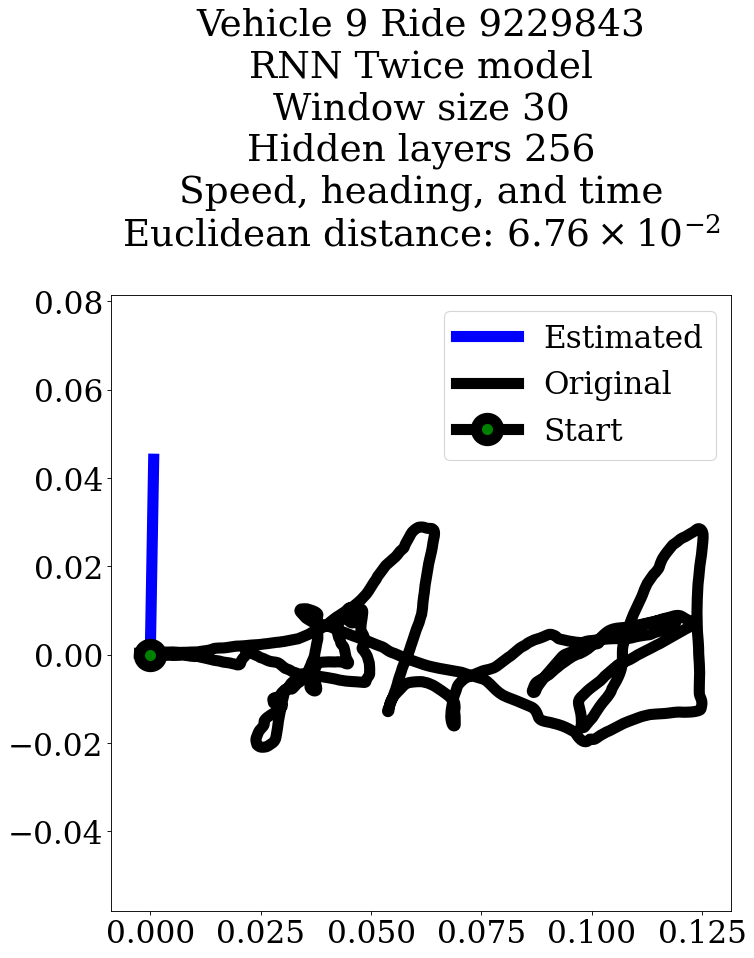 Vehicle 9 Ride 9229843
RNN Twice model
Window size 30
Hidden layers 256
Speed, heading, and time
Euclidean distance: 6.76 × 10⁻²
0.08
0.06
0.04
0.02
0.00
−0.02
−0.04
Estimated
Original
Start
0.000 0.025 0.050 0.075 0.100 0.125